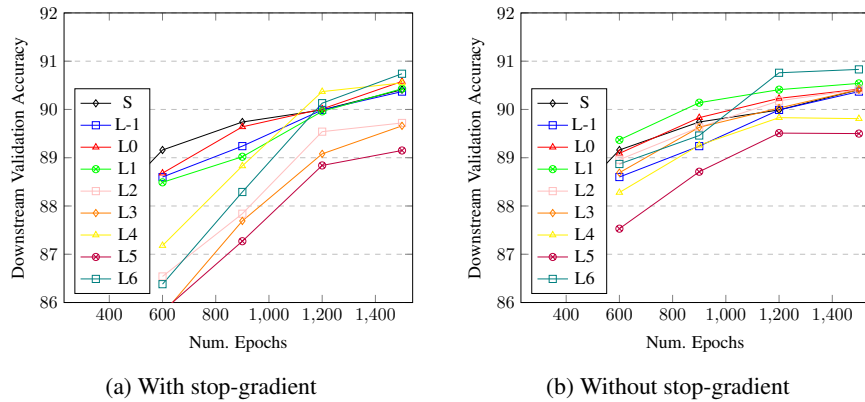 92
91
90
89
88
87
86
Downstream Validation Accuracy
S
L-1
L0
L1
L2
L3
L4
L5
L6
400 600 800 1,000 1,200 1,400
Num. Epochs
(a) With stop-gradient
92
91
90
89
88
87
86
Downstream Validation Accuracy
S
L-1
L0
L1
L2
L3
L4
L5
L6
400 600 800 1,000 1,200 1,400
Num. Epochs
(b) Without stop-gradient